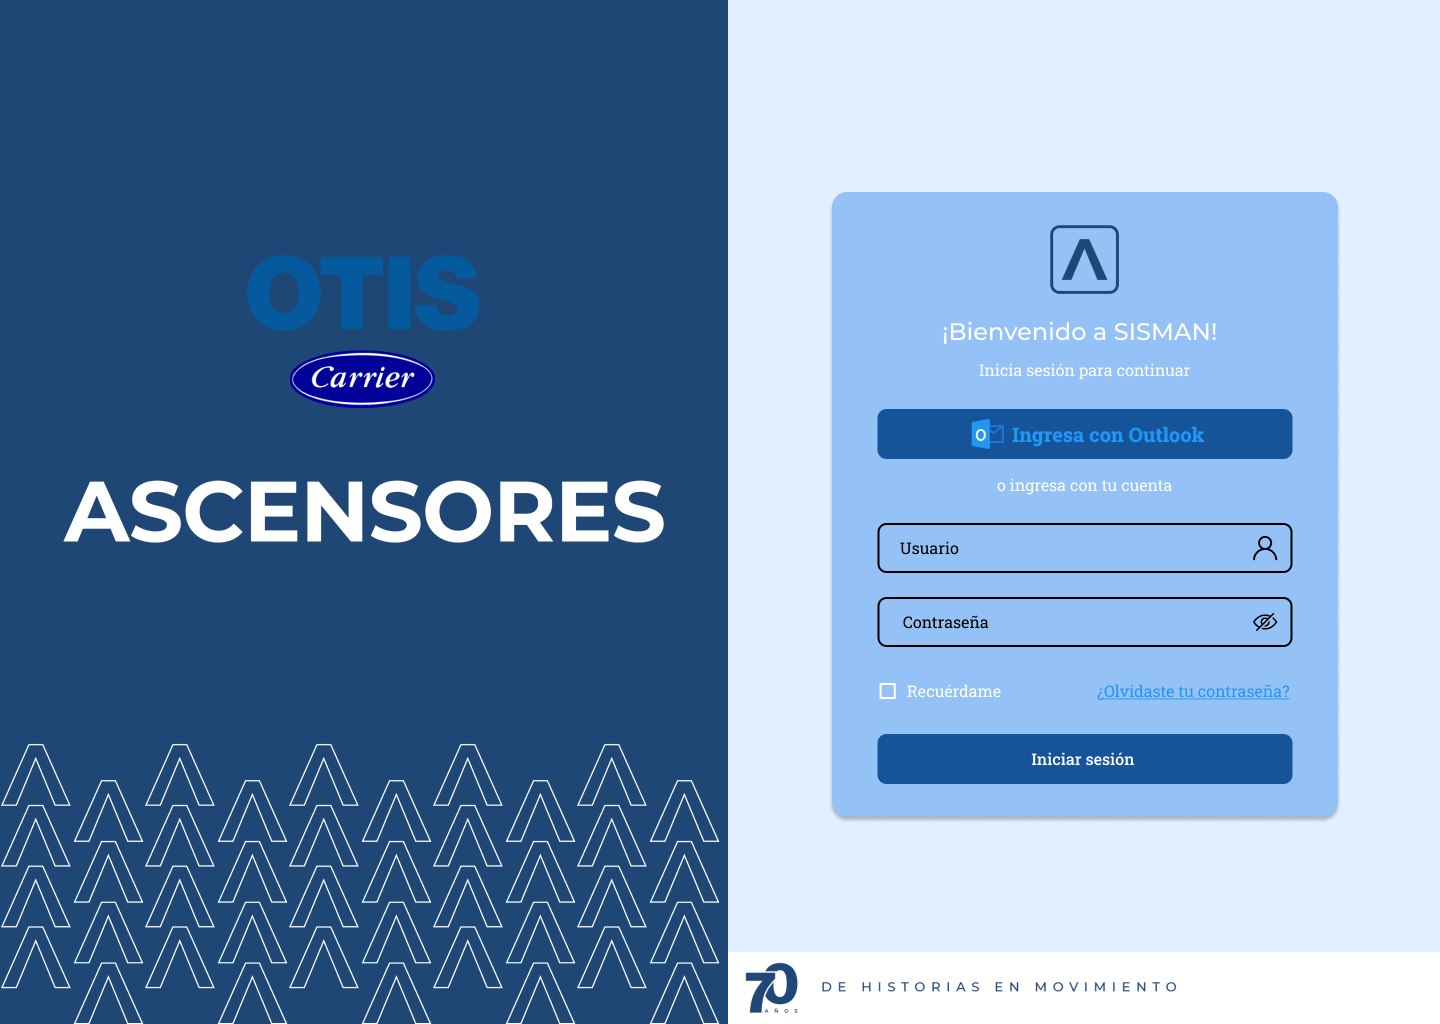 OTIS
Carrier
ASCENSORES
¡Bienvenido a SISMAN!
Inicia sesión para continuar
O Ingresa con Outlook
o ingresa con tu cuenta
Usuario
Contraseña
Recuérdame
¿Olvidaste tu contraseña?
Iniciar sesión
70
AÑOS
DE HISTORIAS EN MOVIMIENTO